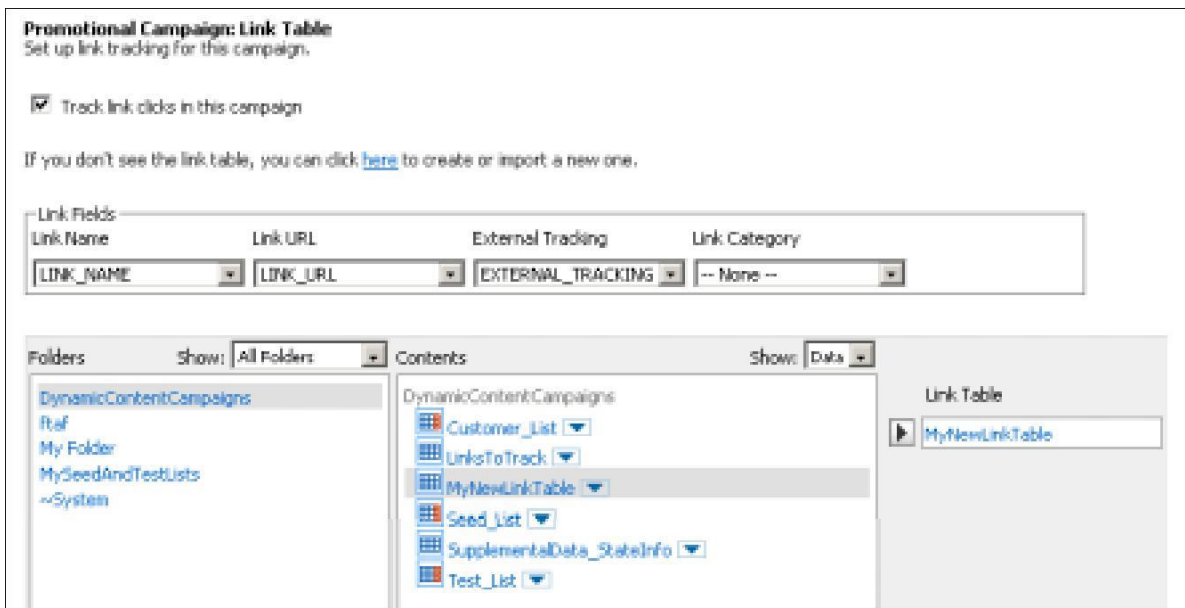 Promotional Campaign: Link Table
Set up link tracking for this campaign.
Track link clicks in this campaign
If you don't see the link table, you can click here to create or import a new one.
Link Fields
Link Name Link URL External Tracking Link Category
LINK_NAME LINK_URL EXTERNAL_TRACKING -- None --
Folders Show: All Folders Contents Show: Data
Link Table
DynamicContentCampaigns
ftaf
My Folder
MySeedAndTestLists
~System
DynamicContentCampaigns
Customer_List
LinksToTrack
MyNewLinkTable
Seed_List
SupplementalData_StateInfo
Test_List
MyNewLinkTable